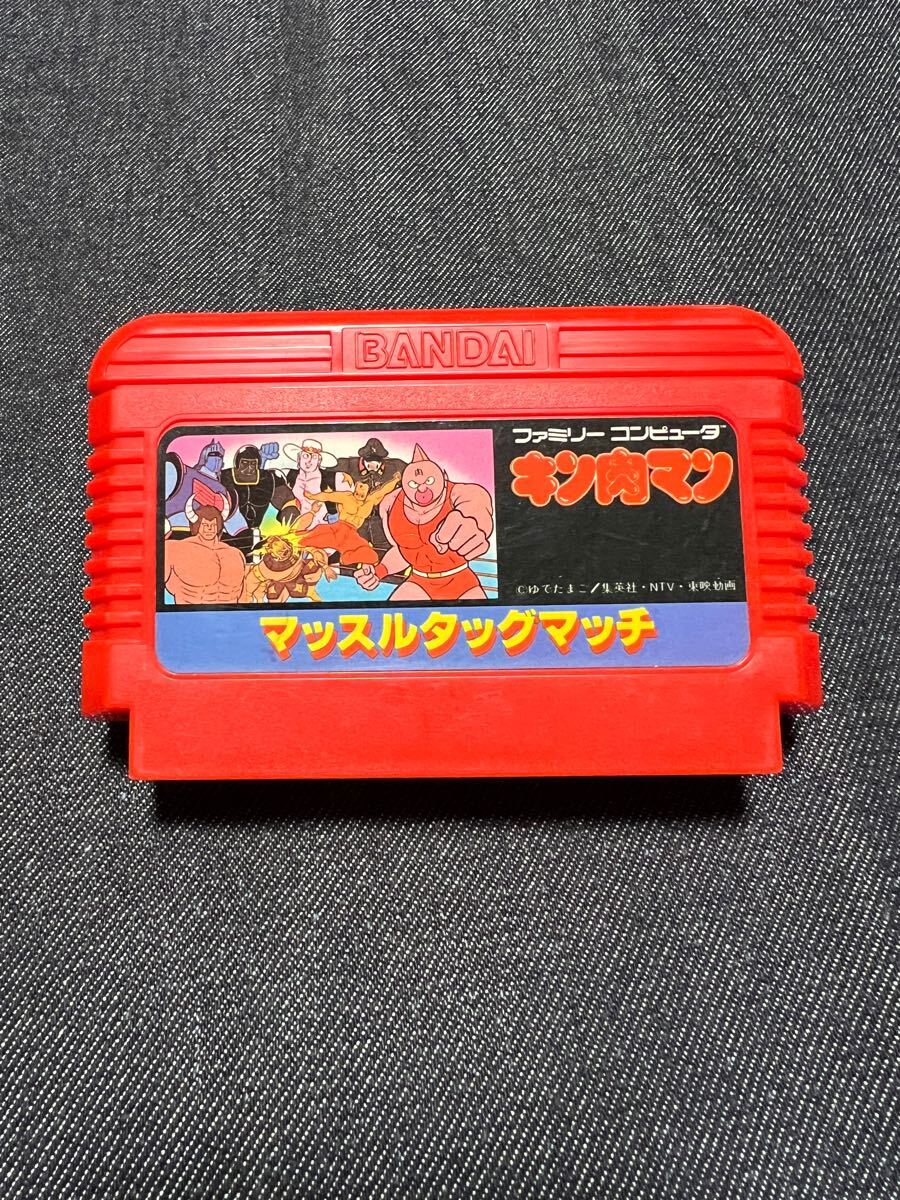 BANDAI
ファミリー コンピュータ
キン肉マン
©ゆでたまご/集英社・NTV・東映動画
マッスルタッグマッチ